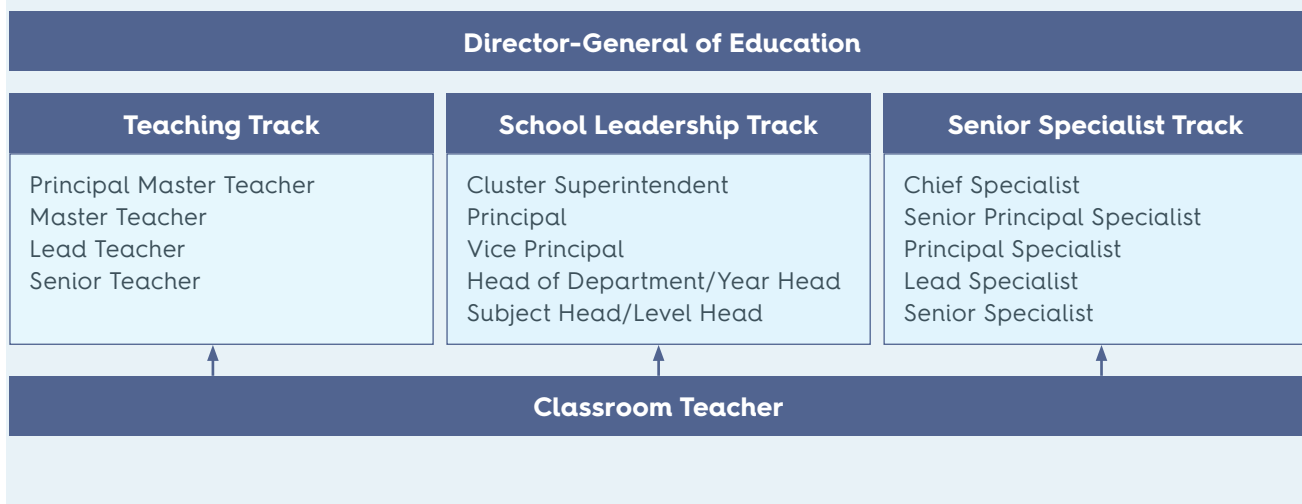 Director-General of Education
Teaching Track
Principal Master Teacher
Master Teacher
Lead Teacher
Senior Teacher
School Leadership Track
Cluster Superintendent
Principal
Vice Principal
Head of Department/Year Head
Subject Head/Level Head
Senior Specialist Track
Chief Specialist
Senior Principal Specialist
Principal Specialist
Lead Specialist
Senior Specialist
Classroom Teacher